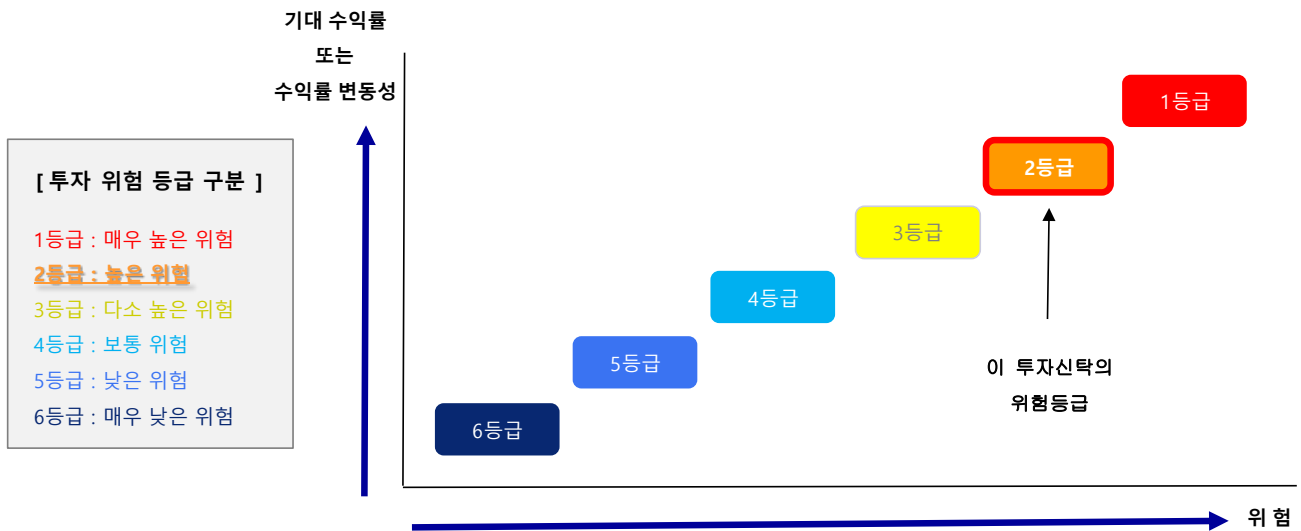 기대 수익률
또는
수익률 변동성
[ 투자 위험 등급 구분 ]
1등급 : 매우 높은 위험
2등급 : 높은 위험
3등급 : 다소 높은 위험
4등급 : 보통 위험
5등급 : 낮은 위험
6등급 : 매우 낮은 위험
1등급
2등급
3등급
4등급
5등급
6등급
이 투자신탁의
위험등급
위 험